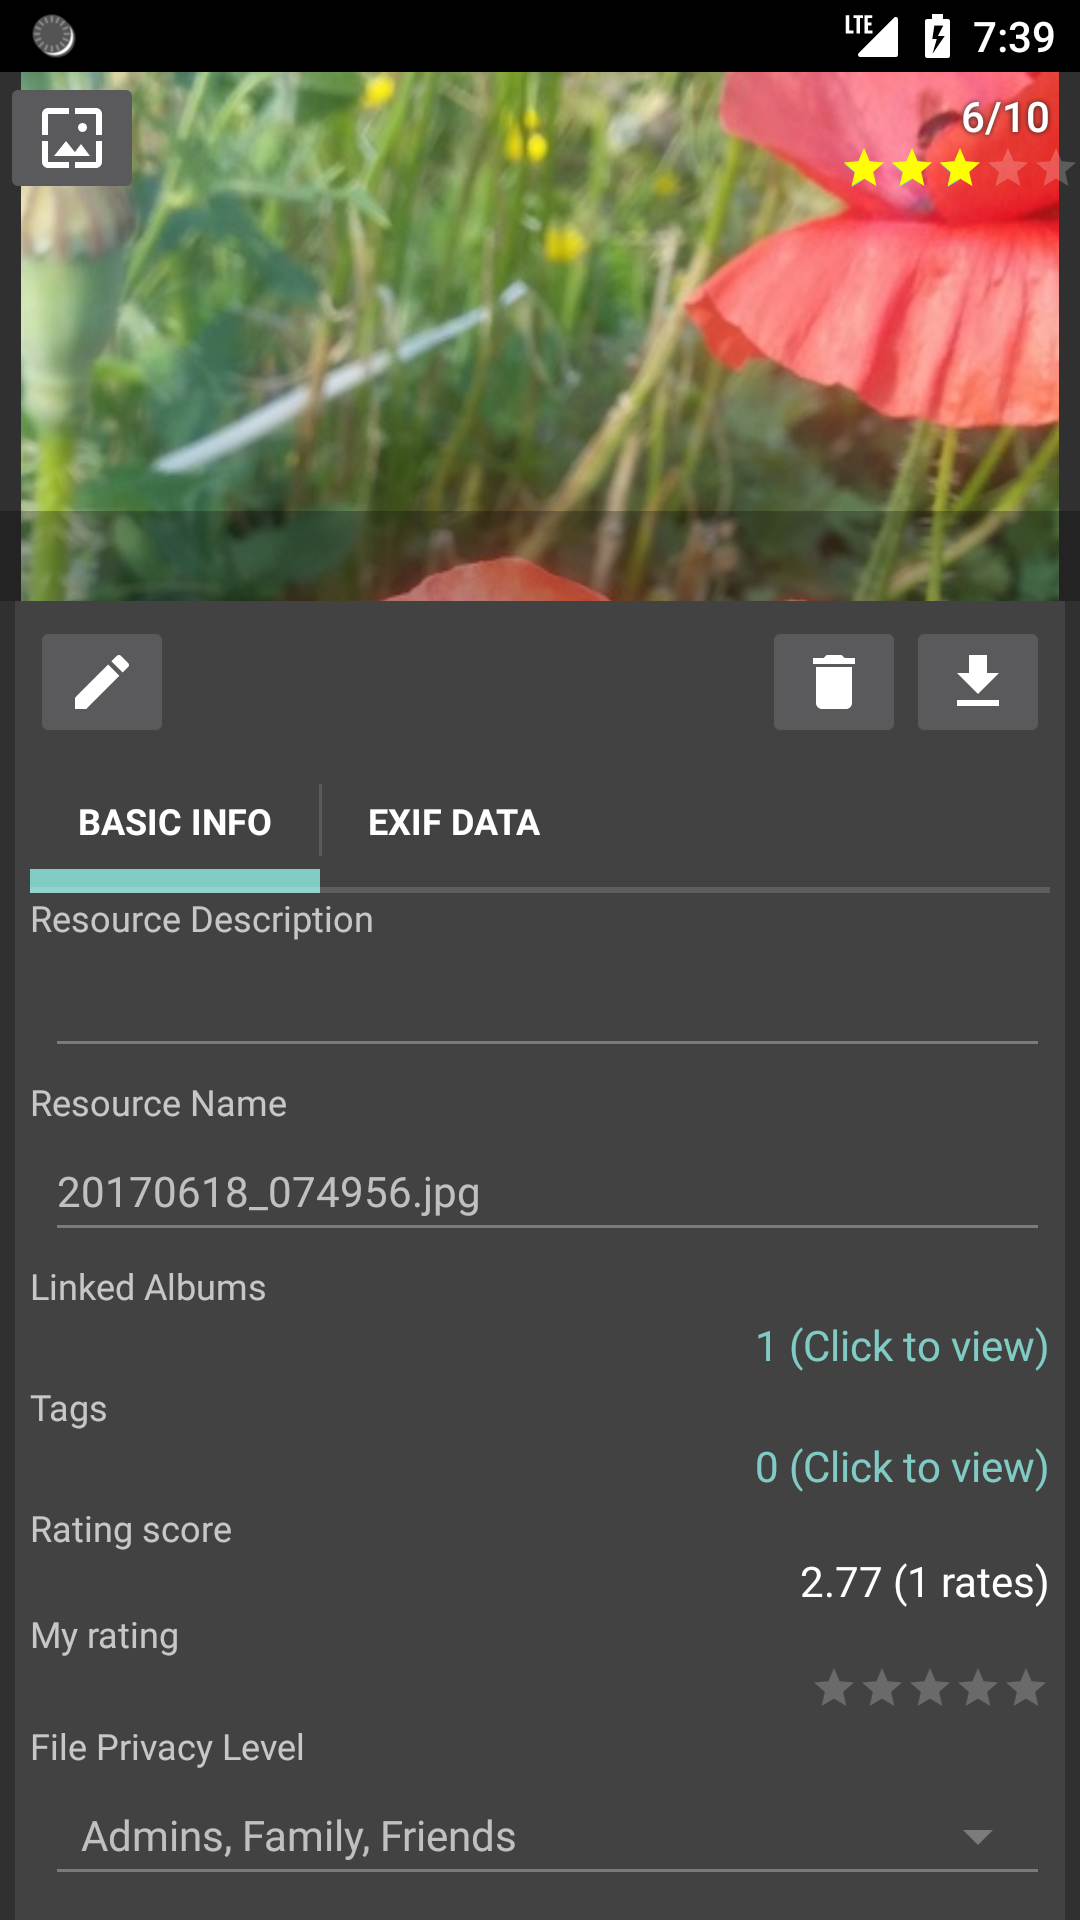 LTE 7:39
6/10
BASIC INFO
EXIF DATA
Resource Description
Resource Name
20170618_074956.jpg
Linked Albums
1 (Click to view)
Tags
0 (Click to view)
Rating score
2.77 (1 rates)
My rating
File Privacy Level
Admins, Family, Friends